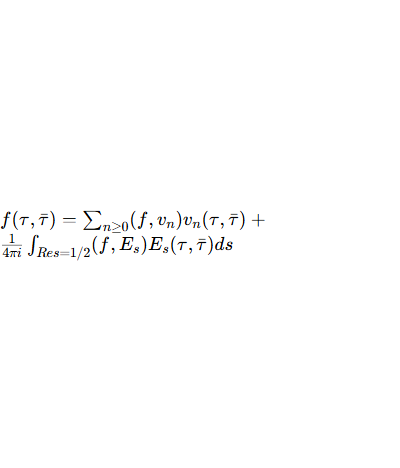 f(τ, τ̄) = ∑_{n≥0}(f, v_n)v_n(τ, τ̄) +
\frac{1}{4πi} ∫_{Res=1/2}(f, E_s)E_s(τ, τ̄)ds